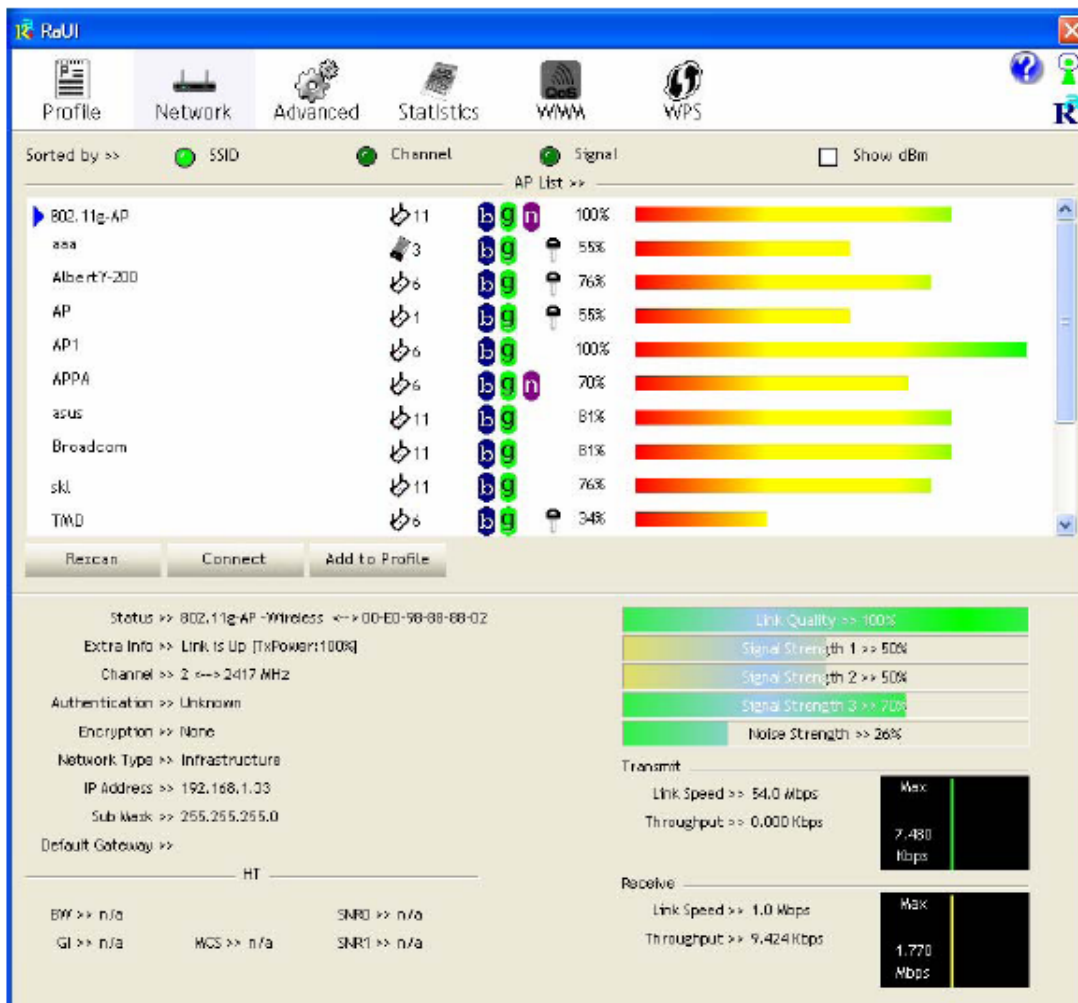 RaUI
Profile Network Advanced Statistics QoS WMM WPS
R
Sorted by >> SSID Channel Signal Show dBm
AP List >>
802.11g-AP 11 b g n 100%
aaa 3 b g 55%
AlbertY-200 6 b g 76%
AP 1 b g 55%
AP1 6 b g 100%
APPA 6 b g n 70%
asus 11 b g 81%
Broadcom 11 b g 81%
skl 11 b g 76%
TMD 6 b g 34%
Rescan Connect Add to Profile
Status >> 802.11g-AP -Wireless <--> 00-E0-98-88-88-02
Extra Info >> Link is Up [TxPower:100%]
Channel >> 2 <--> 2417 MHz
Authentication >> Unknown
Encryption >> None
Network Type >> Infrastructure
IP Address >> 192.168.1.33
Sub Mask >> 255.255.255.0
Default Gateway >>
HT
BW >> n/a SNR0 >> n/a
GI >> n/a MCS >> n/a SNR1 >> n/a
Link Quality >> 100%
Signal Strength 1 >> 50%
Signal Strength 2 >> 50%
Signal Strength 3 >> 70%
Noise Strength >> 26%
Transmit
Link Speed >> 54.0 Mbps
Throughput >> 0.000 Kbps
Max
7.480
Kbps
Receive
Link Speed >> 1.0 Mbps
Throughput >> 9.424 Kbps
Max
1.770
Mbps